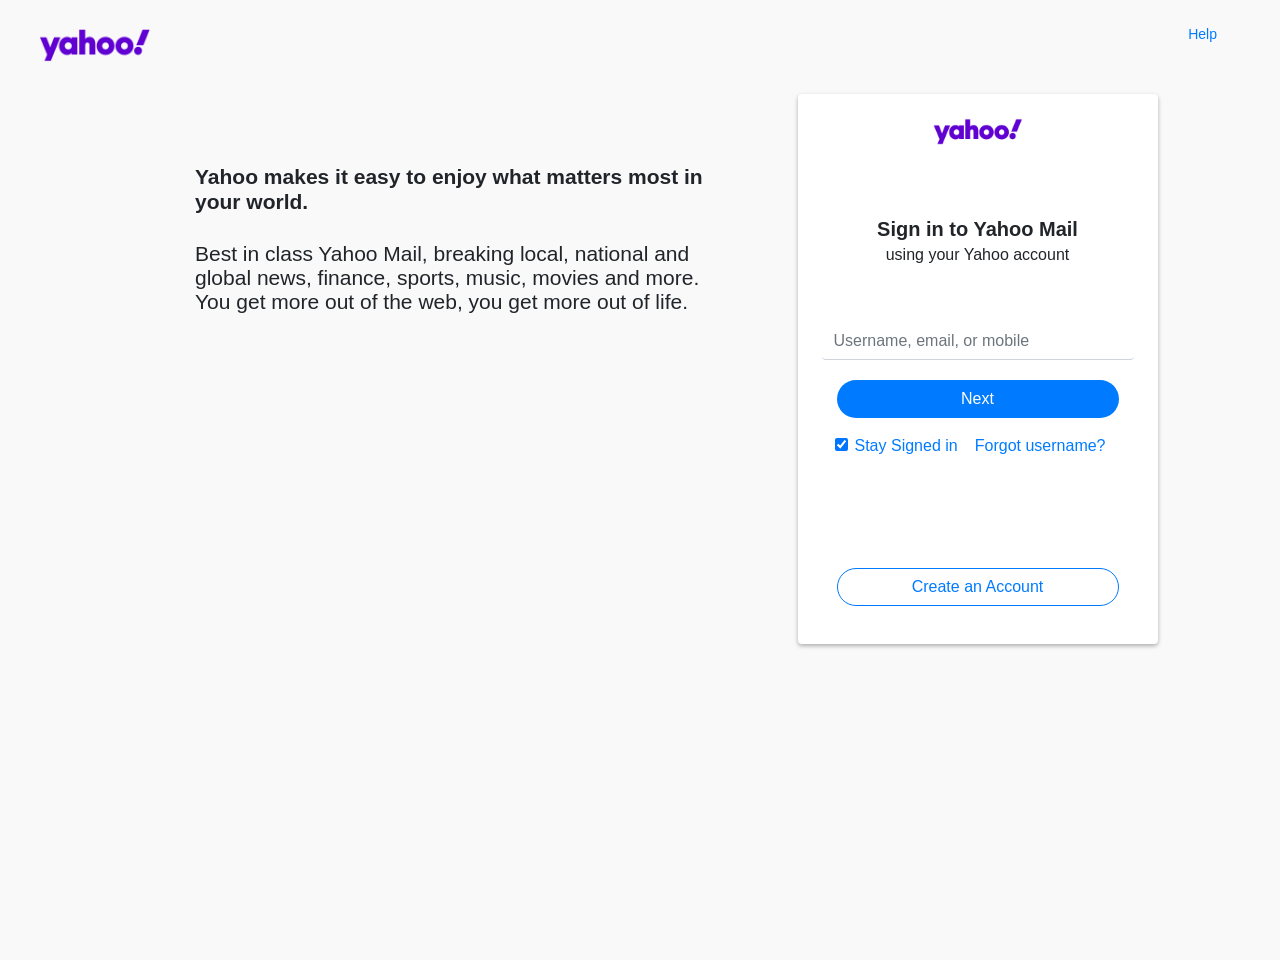 yahoo!
Help
yahoo!
Yahoo makes it easy to enjoy what matters most in
your world.
Best in class Yahoo Mail, breaking local, national and
global news, finance, sports, music, movies and more.
You get more out of the web, you get more out of life.
Sign in to Yahoo Mail
using your Yahoo account
Username, email, or mobile
Next
Stay Signed in Forgot username?
Create an Account